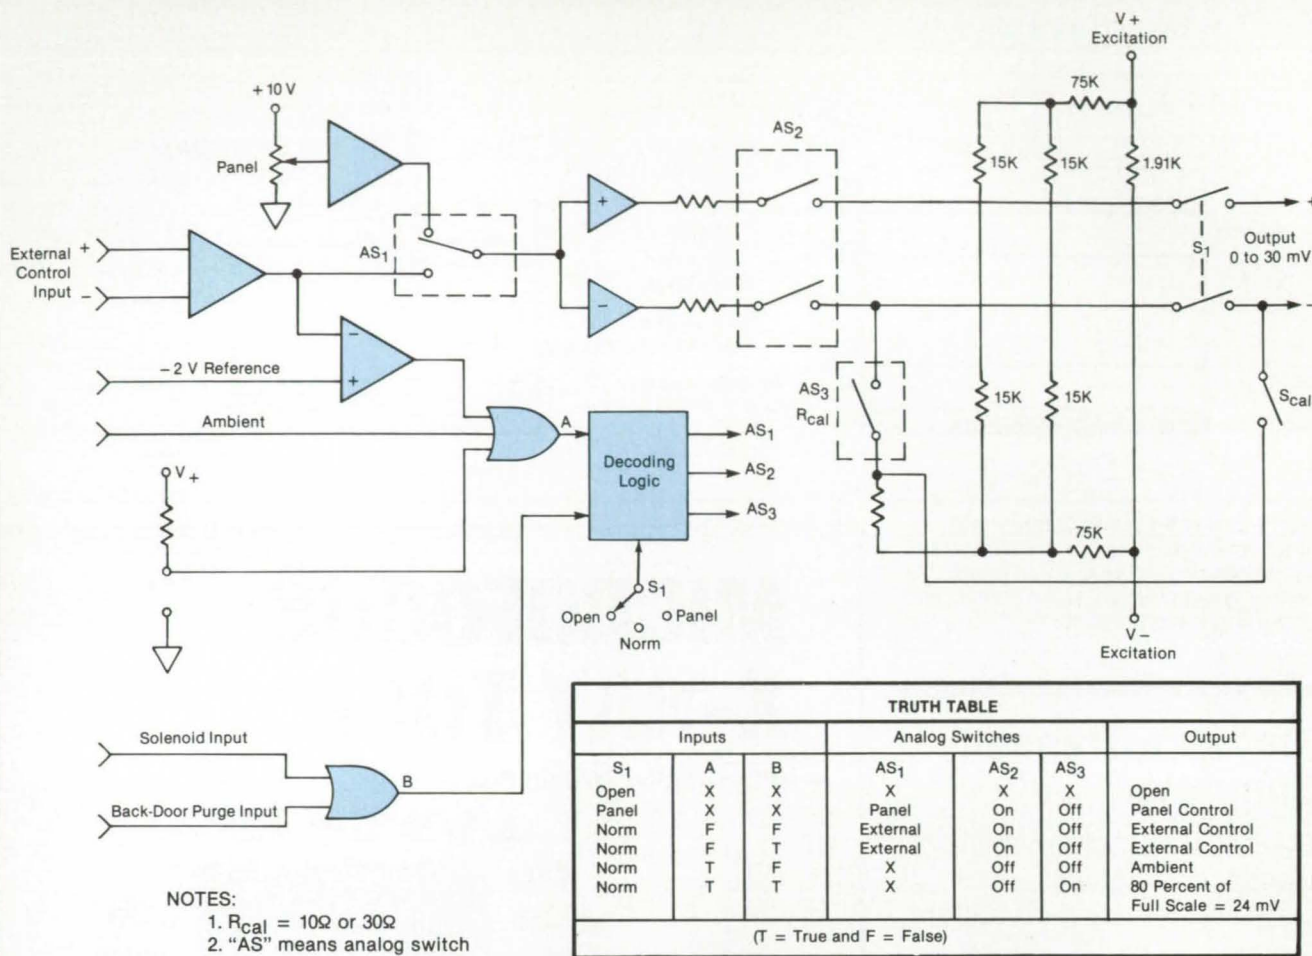 V+
Excitation
+10 V
75K
AS2
Panel
15K
15K
1.91K
External
Control
Input
+
−
AS1
+
−
S1
+
Output
0 to 30 mV
−
−
+
−2 V Reference
Ambient
A
AS3
Rcal
15K
15K
Scal
V+
Decoding
Logic
AS1
AS2
AS3
75K
S1
Open
Panel
Norm
V−
Excitation
Solenoid Input
B
Back-Door Purge Input
TRUTH TABLE
Inputs Analog Switches Output
S1 A B AS1 AS2 AS3
Open X X X X X Open
Panel X X Panel On Off Panel Control
Norm F F External On Off External Control
Norm F T External On Off External Control
Norm T F X Off Off Ambient
Norm T T X Off On 80 Percent of
Full Scale = 24 mV
(T = True and F = False)
NOTES:
1. Rcal = 10Ω or 30Ω
2. "AS" means analog switch